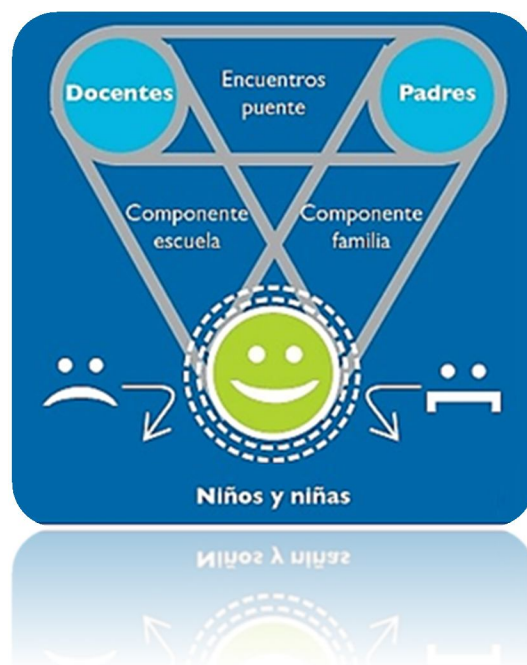 Docentes
Encuentros
puente
Padres
Componente
escuela
Componente
familia
Niños y niñas